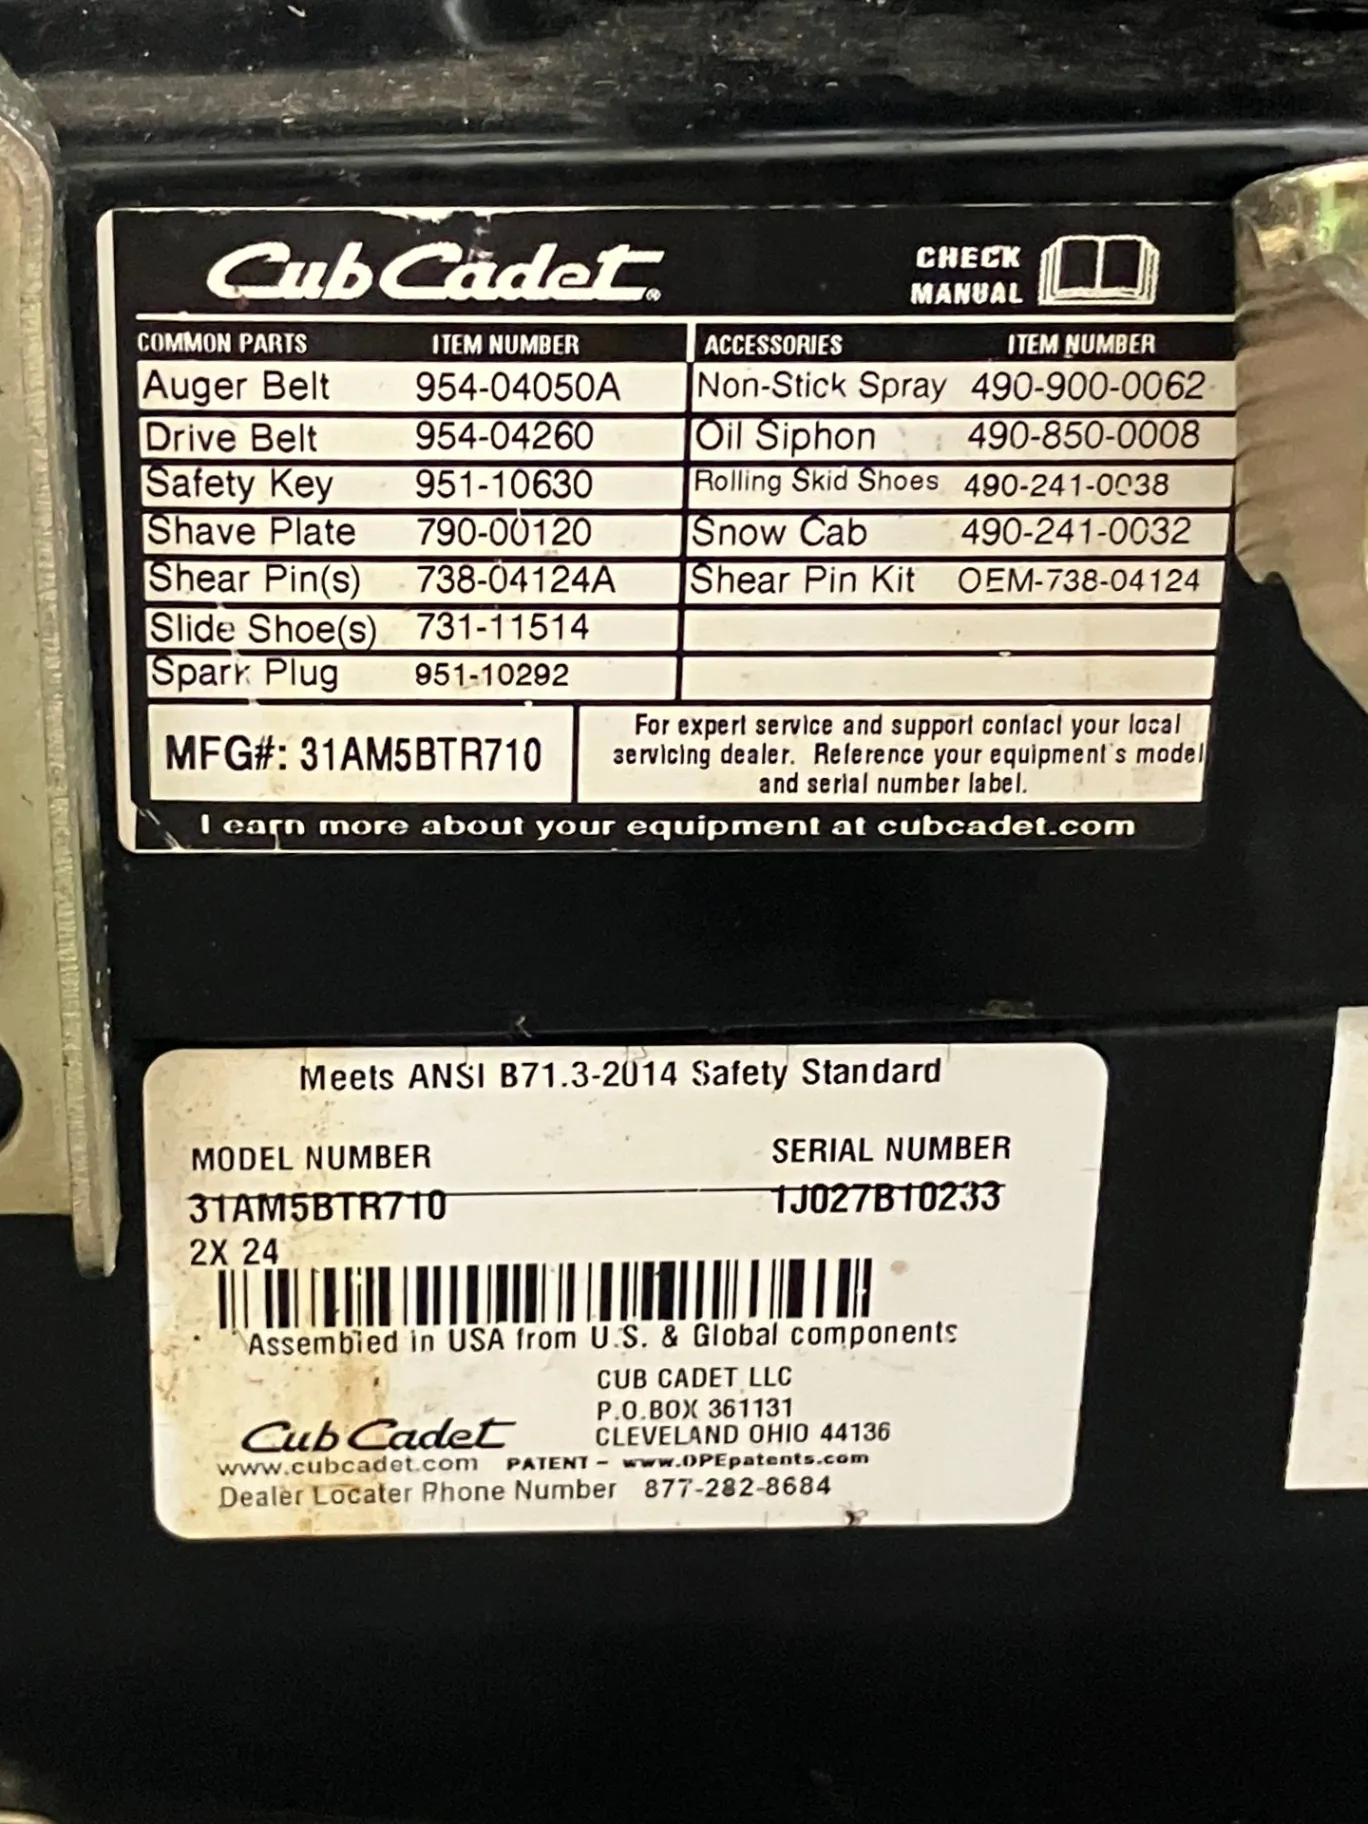 Cub Cadet®
CHECK
MANUAL
COMMON PARTS ITEM NUMBER ACCESSORIES ITEM NUMBER
Auger Belt 954-04050A Non-Stick Spray 490-900-0062
Drive Belt 954-04260 Oil Siphon 490-850-0008
Safety Key 951-10630 Rolling Skid Shoes 490-241-0038
Shave Plate 790-00120 Snow Cab 490-241-0032
Shear Pin(s) 738-04124A Shear Pin Kit OEM-738-04124
Slide Shoe(s) 731-11514
Spark Plug 951-10292
MFG#: 31AM5BTR710
For expert service and support contact your local
servicing dealer. Reference your equipment's model
and serial number label.
Learn more about your equipment at cubcadet.com
Meets ANSI B71.3-2014 Safety Standard
MODEL NUMBER SERIAL NUMBER
31AM5BTR710 1J027B10233
2X 24
Assembled in USA from U.S. & Global components
CUB CADET LLC
P.O.BOX 361131
CLEVELAND OHIO 44136
Cub Cadet
www.cubcadet.com PATENT - www.OPEpatents.com
Dealer Locater Phone Number 877-282-8684